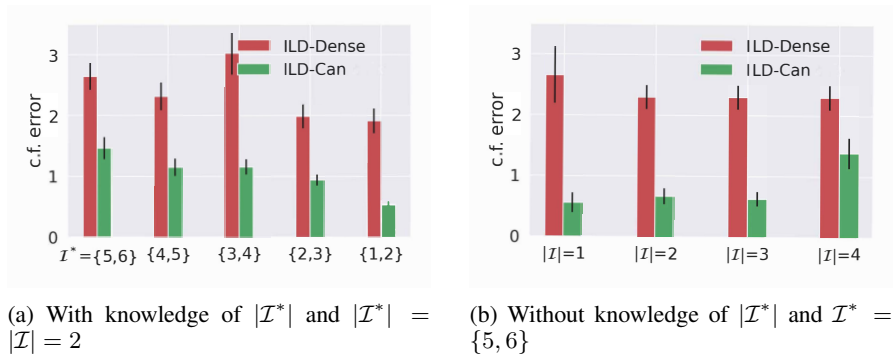 3
2
1
0
c.f. error
ILD-Dense
ILD-Can
𝓘* ={5,6} {4,5} {3,4} {2,3} {1,2}
3
2
1
0
c.f. error
ILD-Dense
ILD-Can
|𝓘|=1 |𝓘|=2 |𝓘|=3 |𝓘|=4
(a) With knowledge of |𝓘*| and |𝓘*| =
|𝓘| = 2
(b) Without knowledge of |𝓘*| and 𝓘* =
{5, 6}